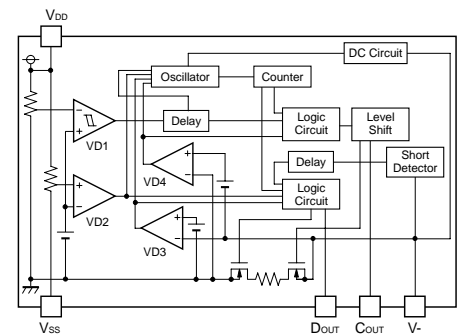 VDD
DC Circuit
Oscillator
Counter
Delay
Logic
Circuit
Level
Shift
VD1
VD4
Delay
Short
Detector
Logic
Circuit
VD2
VD3
VSS
DOUT
COUT
V-